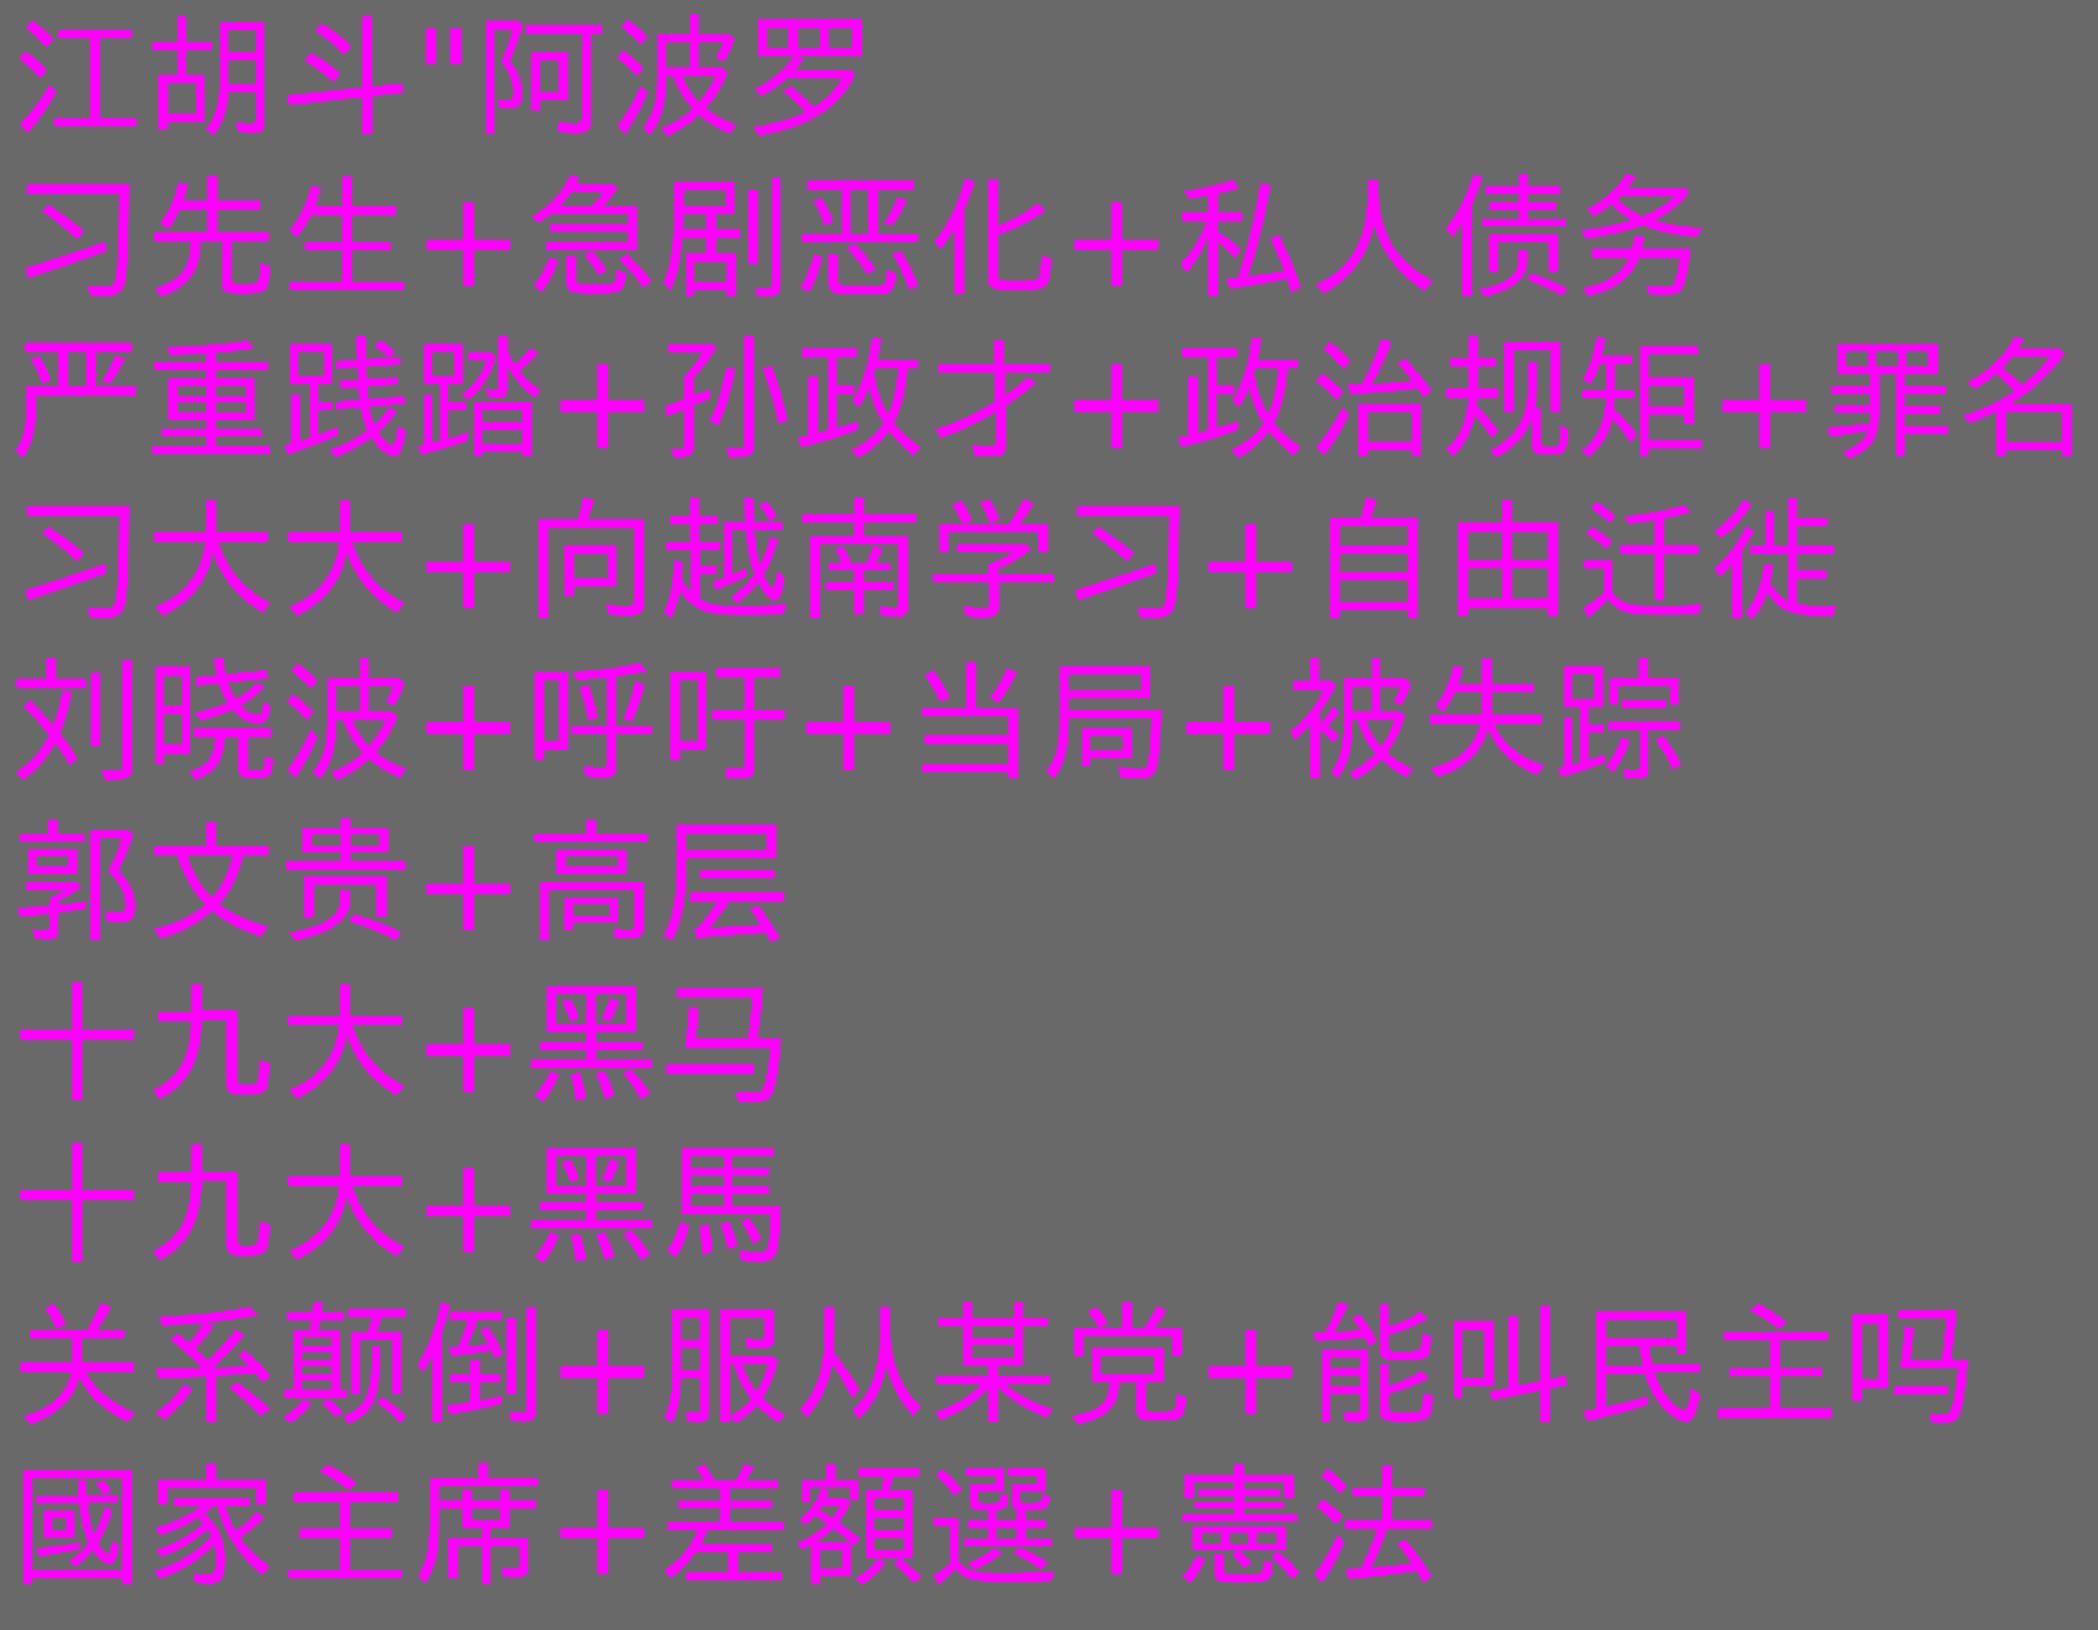 江胡斗"阿波罗
习先生+急剧恶化+私人债务
严重践踏+孙政才+政治规矩+罪名
习大大+向越南学习+自由迁徙
刘晓波+呼吁+当局+被失踪
郭文贵+高层
十九大+黑马
十九大+黑馬
关系颠倒+服从某党+能叫民主吗
國家主席+差額選+憲法